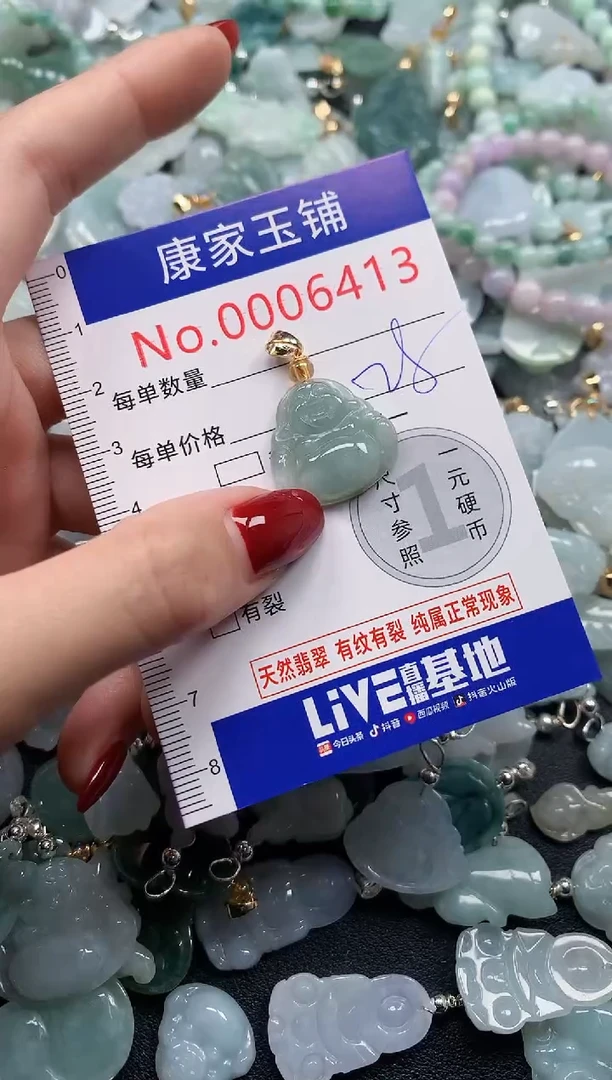 康家玉铺
No.0006413
每单数量
每单价格
28
尺寸参照
1
一元硬币
有裂
天然翡翠 有纹有裂 纯属正常现象
LiVE直播基地
今日头条 抖音 西瓜视频 抖音火山版
0
1
2
3
4
7
8